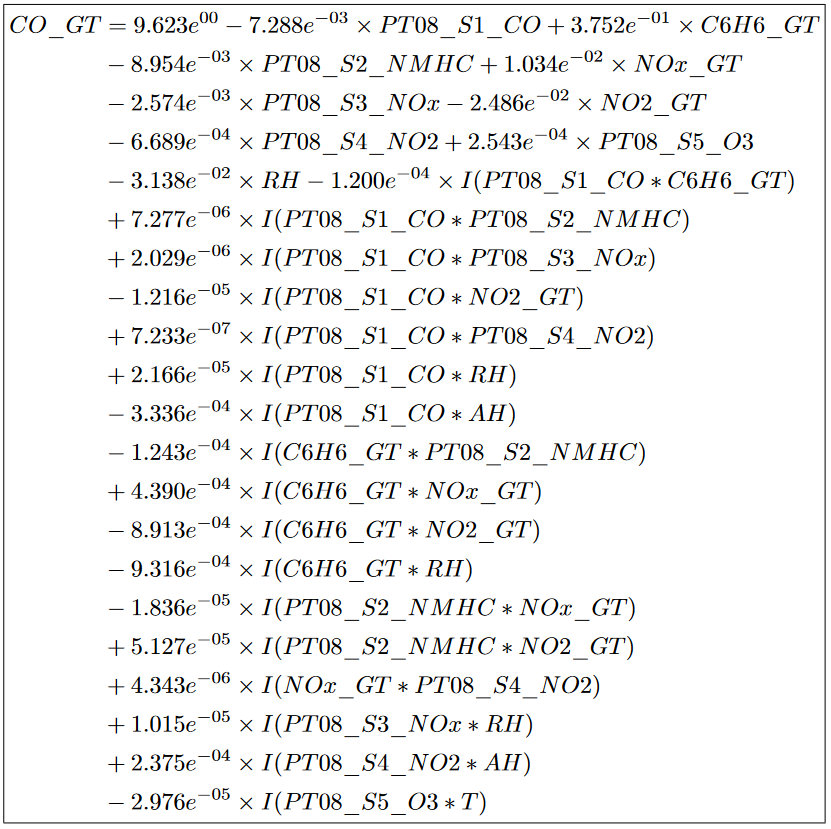 CO_GT = 9.623e^{00} − 7.288e^{−03} × PT08_S1_CO + 3.752e^{−01} × C6H6_GT
− 8.954e^{−03} × PT08_S2_NMHC + 1.034e^{−02} × NOx_GT
− 2.574e^{−03} × PT08_S3_NOx − 2.486e^{−02} × NO2_GT
− 6.689e^{−04} × PT08_S4_NO2 + 2.543e^{−04} × PT08_S5_O3
− 3.138e^{−02} × RH − 1.200e^{−04} × I(PT08_S1_CO ∗ C6H6_GT)
+ 7.277e^{−06} × I(PT08_S1_CO ∗ PT08_S2_NMHC)
+ 2.029e^{−06} × I(PT08_S1_CO ∗ PT08_S3_NOx)
− 1.216e^{−05} × I(PT08_S1_CO ∗ NO2_GT)
+ 7.233e^{−07} × I(PT08_S1_CO ∗ PT08_S4_NO2)
+ 2.166e^{−05} × I(PT08_S1_CO ∗ RH)
− 3.336e^{−04} × I(PT08_S1_CO ∗ AH)
− 1.243e^{−04} × I(C6H6_GT ∗ PT08_S2_NMHC)
+ 4.390e^{−04} × I(C6H6_GT ∗ NOx_GT)
− 8.913e^{−04} × I(C6H6_GT ∗ NO2_GT)
− 9.316e^{−04} × I(C6H6_GT ∗ RH)
− 1.836e^{−05} × I(PT08_S2_NMHC ∗ NOx_GT)
+ 5.127e^{−05} × I(PT08_S2_NMHC ∗ NO2_GT)
+ 4.343e^{−06} × I(NOx_GT ∗ PT08_S4_NO2)
+ 1.015e^{−05} × I(PT08_S3_NOx ∗ RH)
+ 2.375e^{−04} × I(PT08_S4_NO2 ∗ AH)
− 2.976e^{−05} × I(PT08_S5_O3 ∗ T)